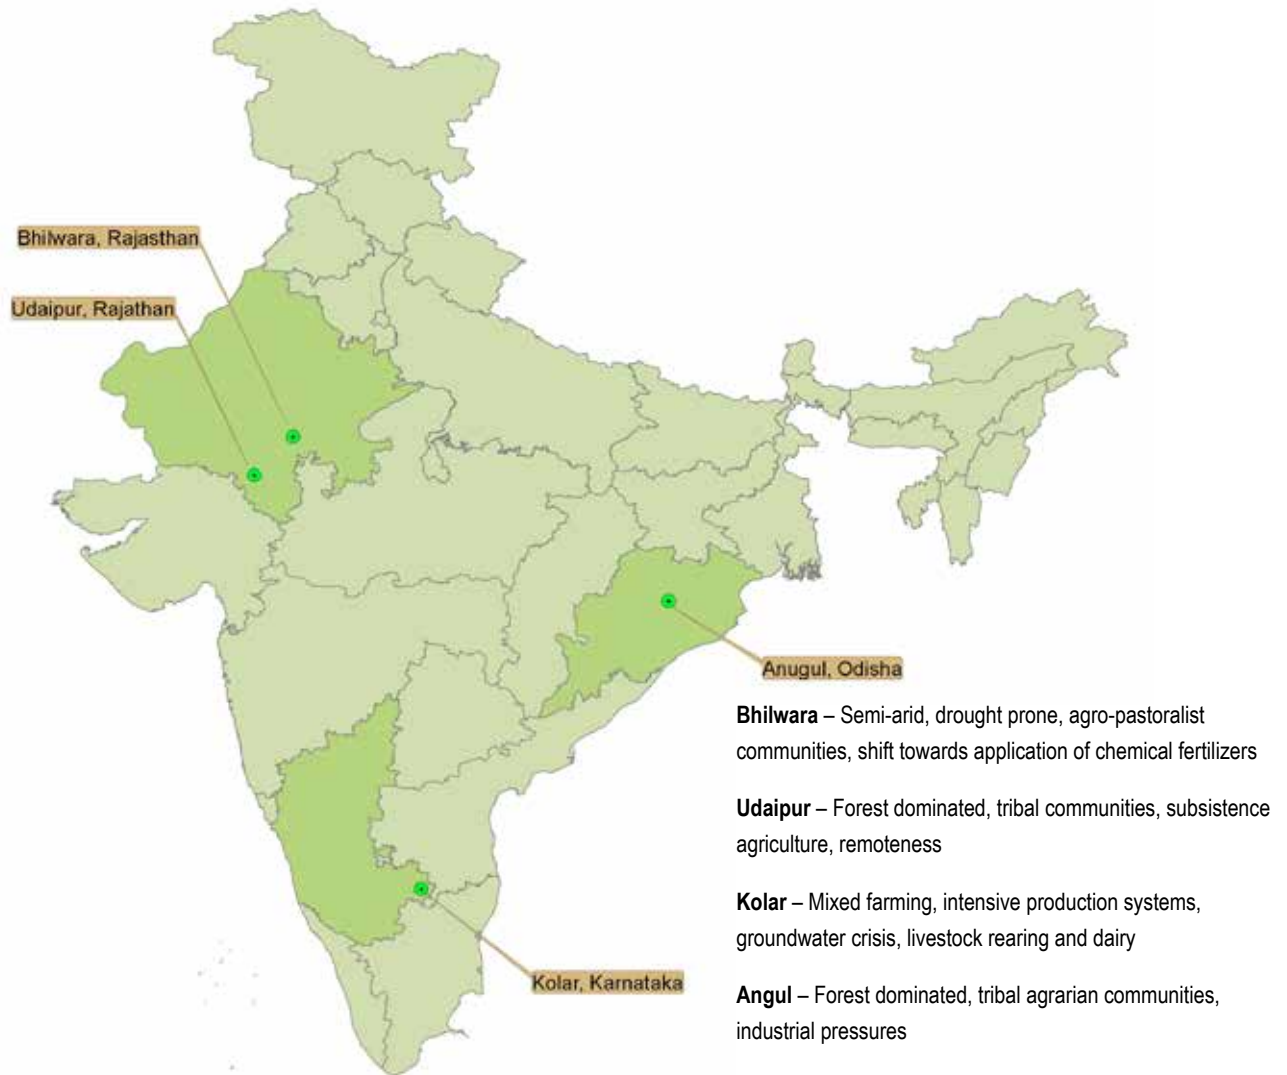 Bhilwara, Rajasthan
Udaipur, Rajathan
Anugul, Odisha
Bhilwara – Semi-arid, drought prone, agro-pastoralist
communities, shift towards application of chemical fertilizers
Udaipur – Forest dominated, tribal communities, subsistence
agriculture, remoteness
Kolar – Mixed farming, intensive production systems,
groundwater crisis, livestock rearing and dairy
Kolar, Karnataka
Angul – Forest dominated, tribal agrarian communities,
industrial pressures